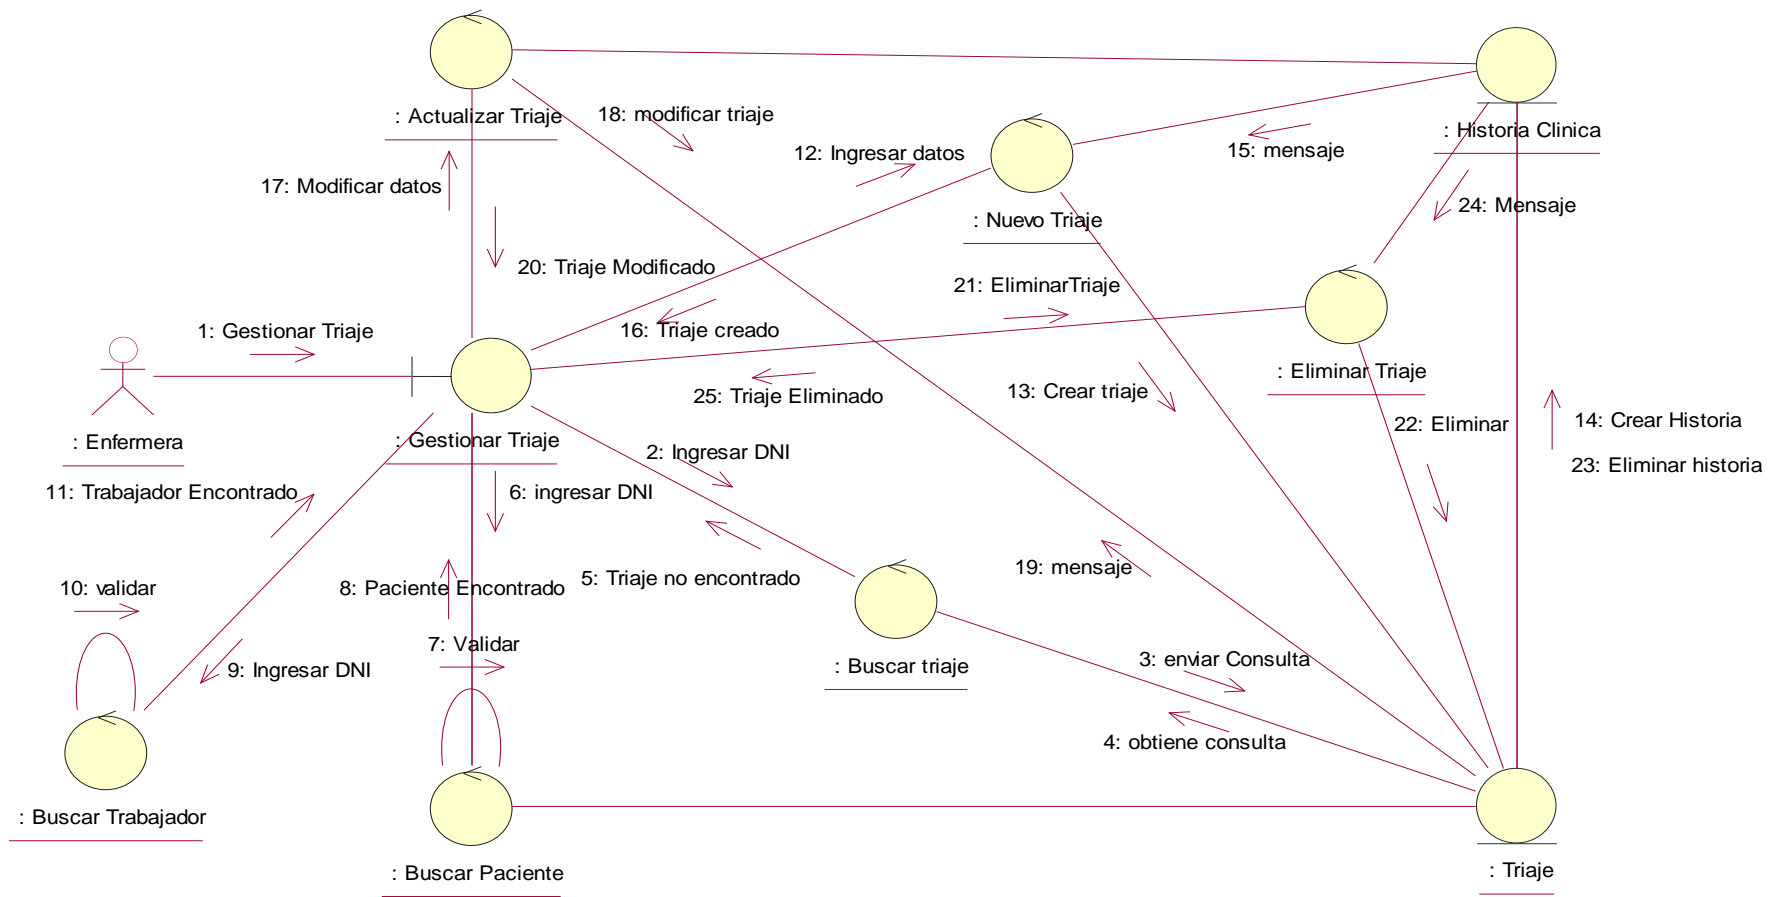 : Actualizar Triaje
18: modificar triaje
: Historia Clinica
12: Ingresar datos
15: mensaje
17: Modificar datos
: Nuevo Triaje
24: Mensaje
20: Triaje Modificado
21: EliminarTriaje
1: Gestionar Triaje
16: Triaje creado
: Eliminar Triaje
25: Triaje Eliminado
13: Crear triaje
22: Eliminar
14: Crear Historia
: Enfermera
: Gestionar Triaje
2: Ingresar DNI
23: Eliminar historia
11: Trabajador Encontrado
6: ingresar DNI
10: validar
8: Paciente Encontrado
5: Triaje no encontrado
19: mensaje
7: Validar
9: Ingresar DNI
: Buscar triaje
3: enviar Consulta
4: obtiene consulta
: Buscar Trabajador
: Buscar Paciente
: Triaje